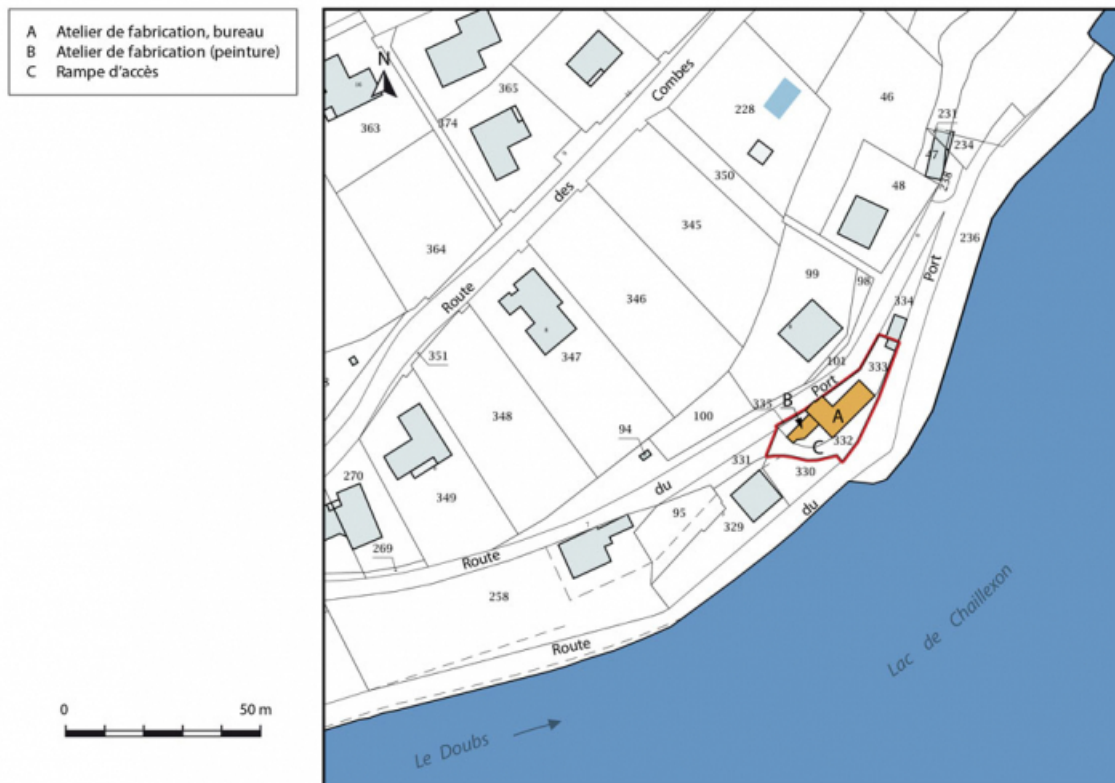 A Atelier de fabrication, bureau
B Atelier de fabrication (peinture)
C Rampe d'accès
N
363
374
365
Combes
228
46
231
47
234
238
48
350
236
des
364
345
99
98
Port
Route
346
334
351
347
101
333
Port
335
B
A
348
100
94
332
C
331
330
270
349
du
95
329
du
269
Route
258
Route
Lac de Chaillexon
Le Doubs
0 50 m